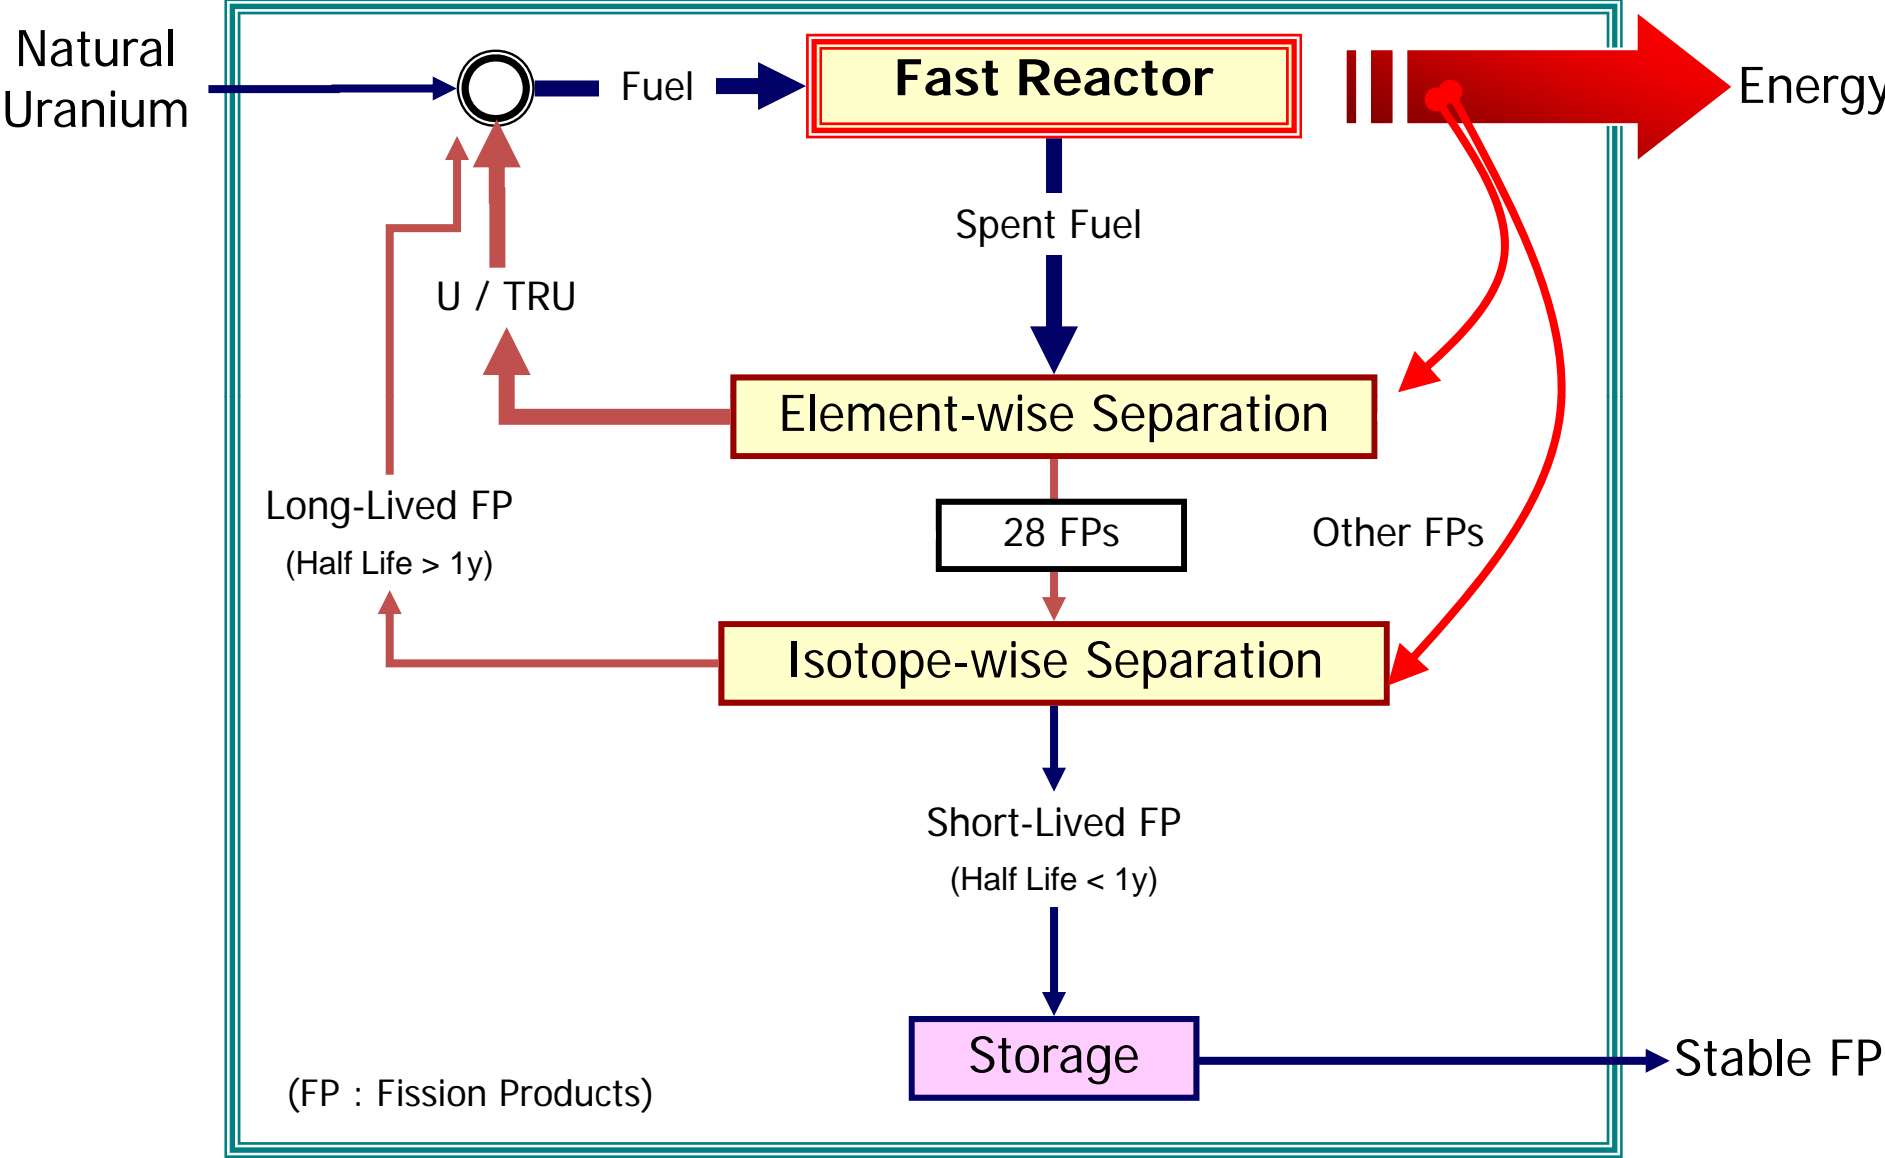 Natural
Uranium
Fuel
Fast Reactor
Energy
Spent Fuel
U / TRU
Element-wise Separation
Long-Lived FP
(Half Life > 1y)
28 FPs
Other FPs
Isotope-wise Separation
Short-Lived FP
(Half Life < 1y)
Storage
Stable FP
(FP : Fission Products)